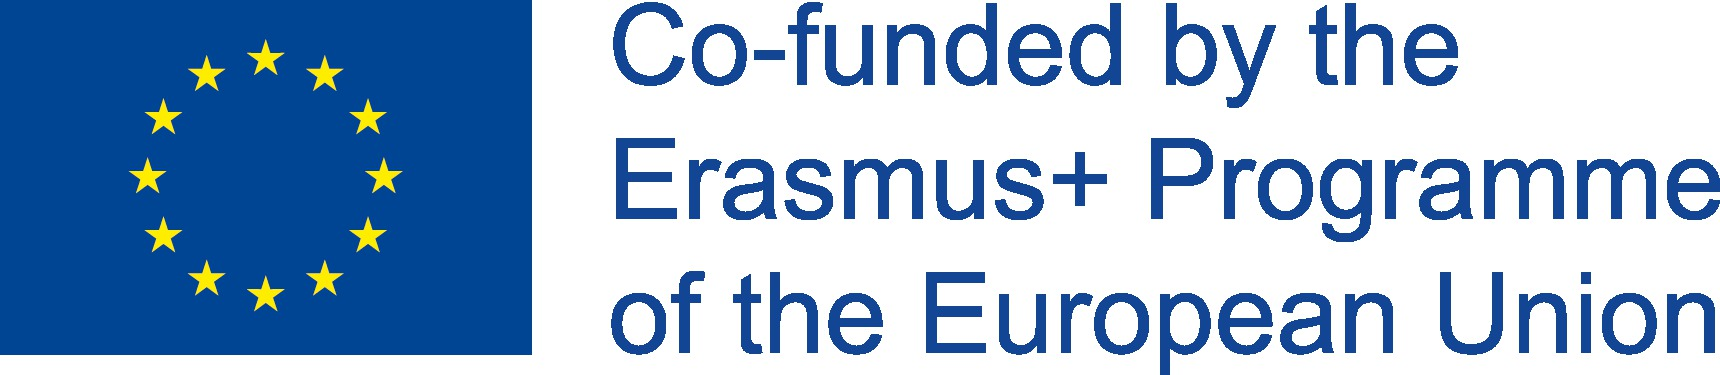 Co-funded by the
Erasmus+ Programme
of the European Union